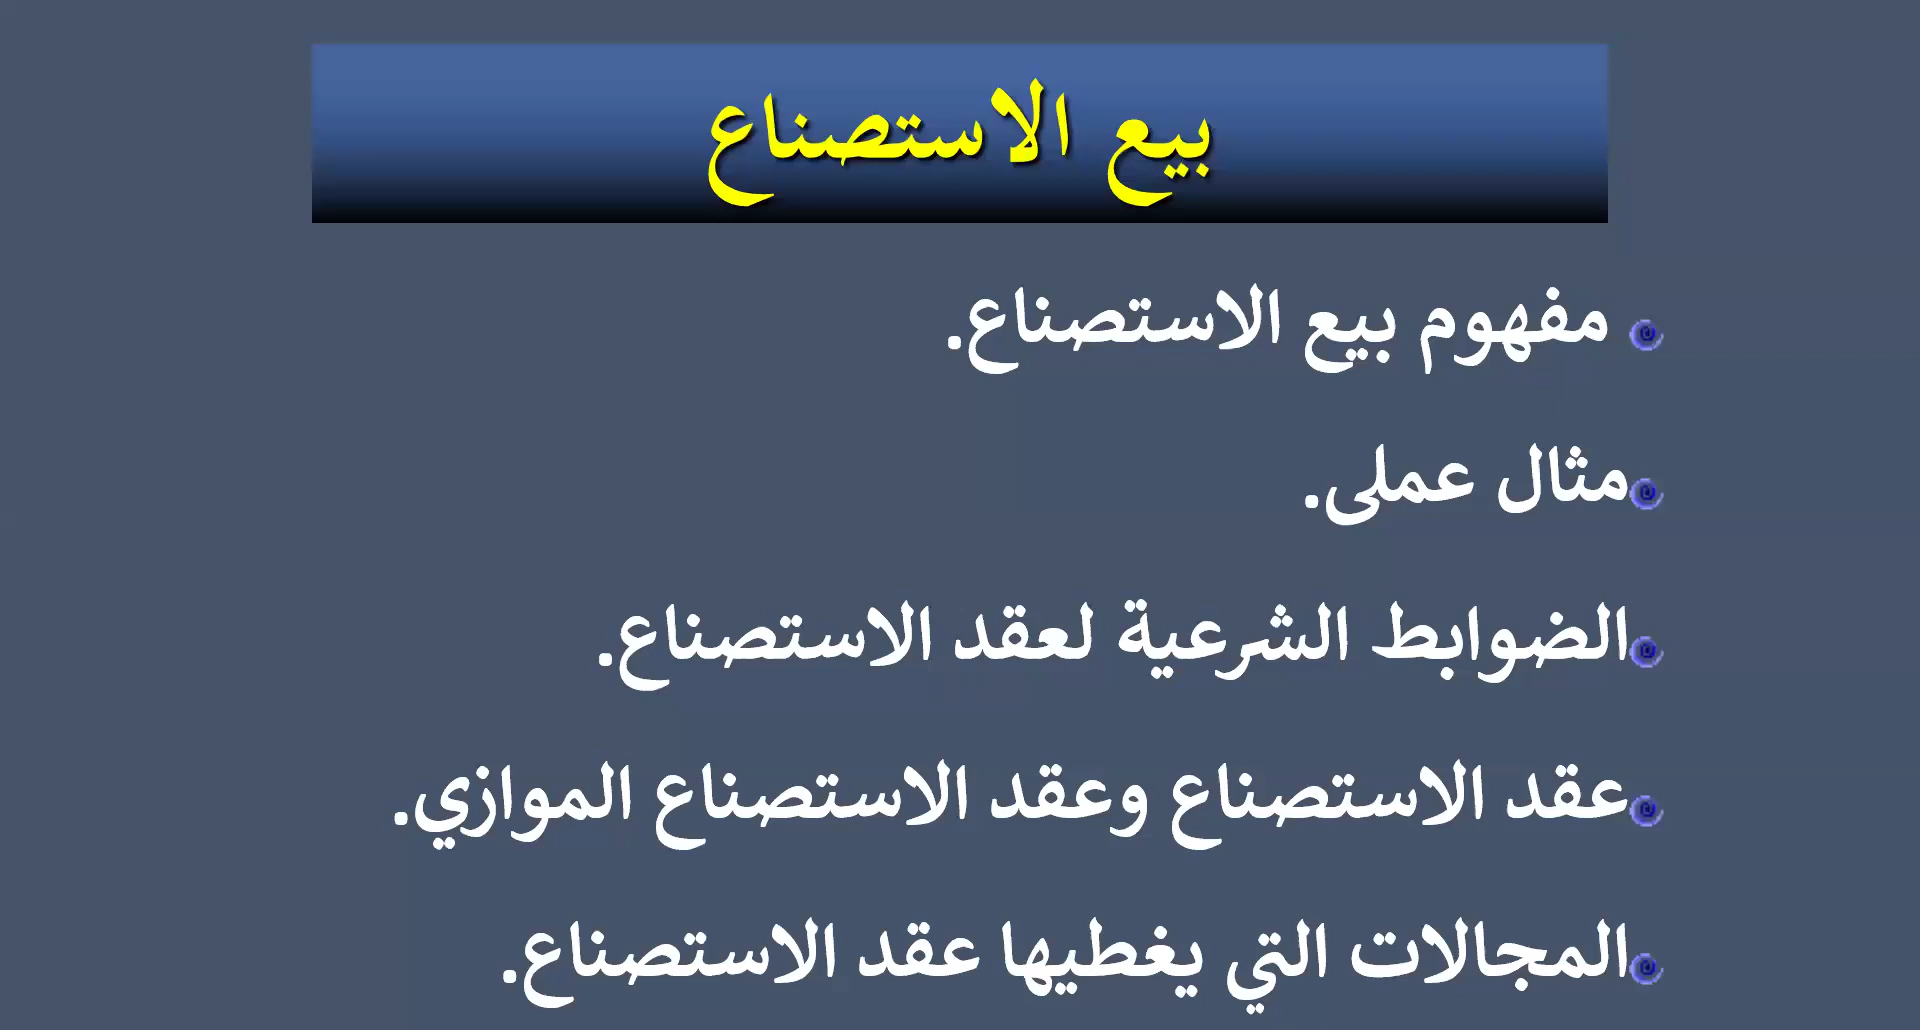 بيع الاستصناع
مفهوم بيع الاستصناع.
مثال عملى.
الضوابط الشرعية لعقد الاستصناع.
عقد الاستصناع وعقد الاستصناع الموازي.
المجالات التي يغطيها عقد الاستصناع.